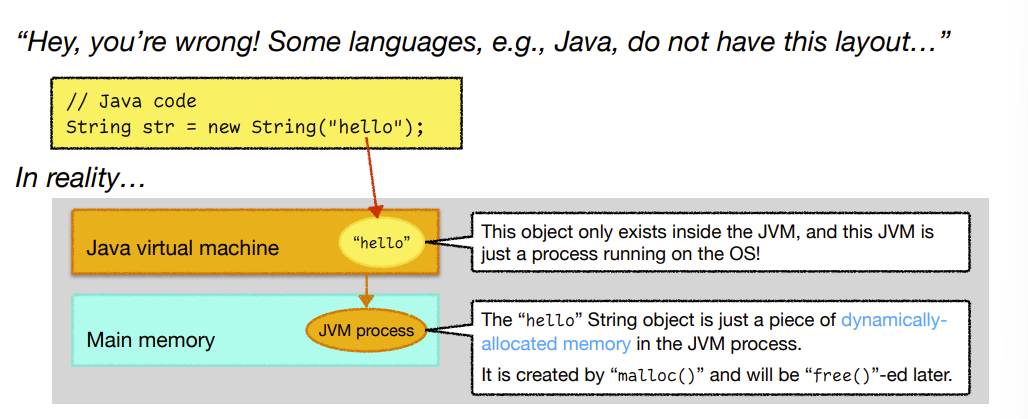 “Hey, you’re wrong! Some languages, e.g., Java, do not have this layout…”
// Java code
String str = new String("hello");
In reality…
Java virtual machine
“hello”
This object only exists inside the JVM, and this JVM is
just a process running on the OS!
Main memory
JVM process
The “hello” String object is just a piece of dynamically-
allocated memory in the JVM process.
It is created by “malloc()” and will be “free()”-ed later.